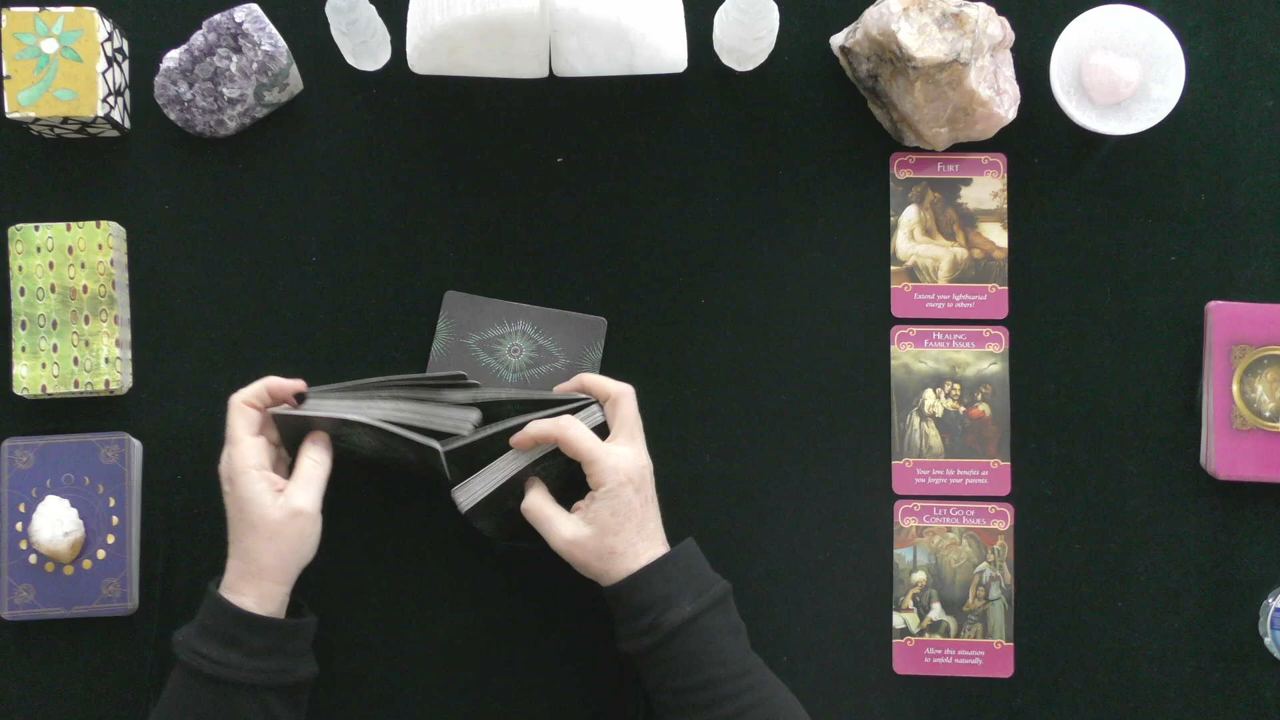 FLIRT
Extend your lighthearted
energy to others!
HEALING
FAMILY ISSUES
Your love life benefits as
you forgive your parents.
LET GO OF
CONTROL ISSUES
Allow this situation
to unfold naturally.